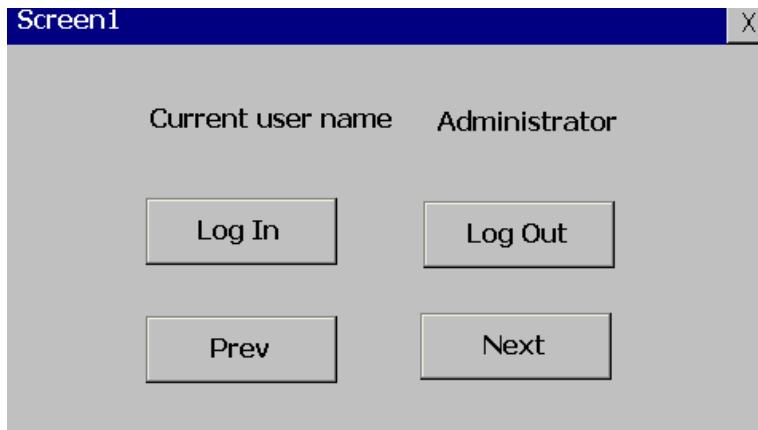 Screen1 X
Current user name Administrator
Log In Log Out
Prev Next